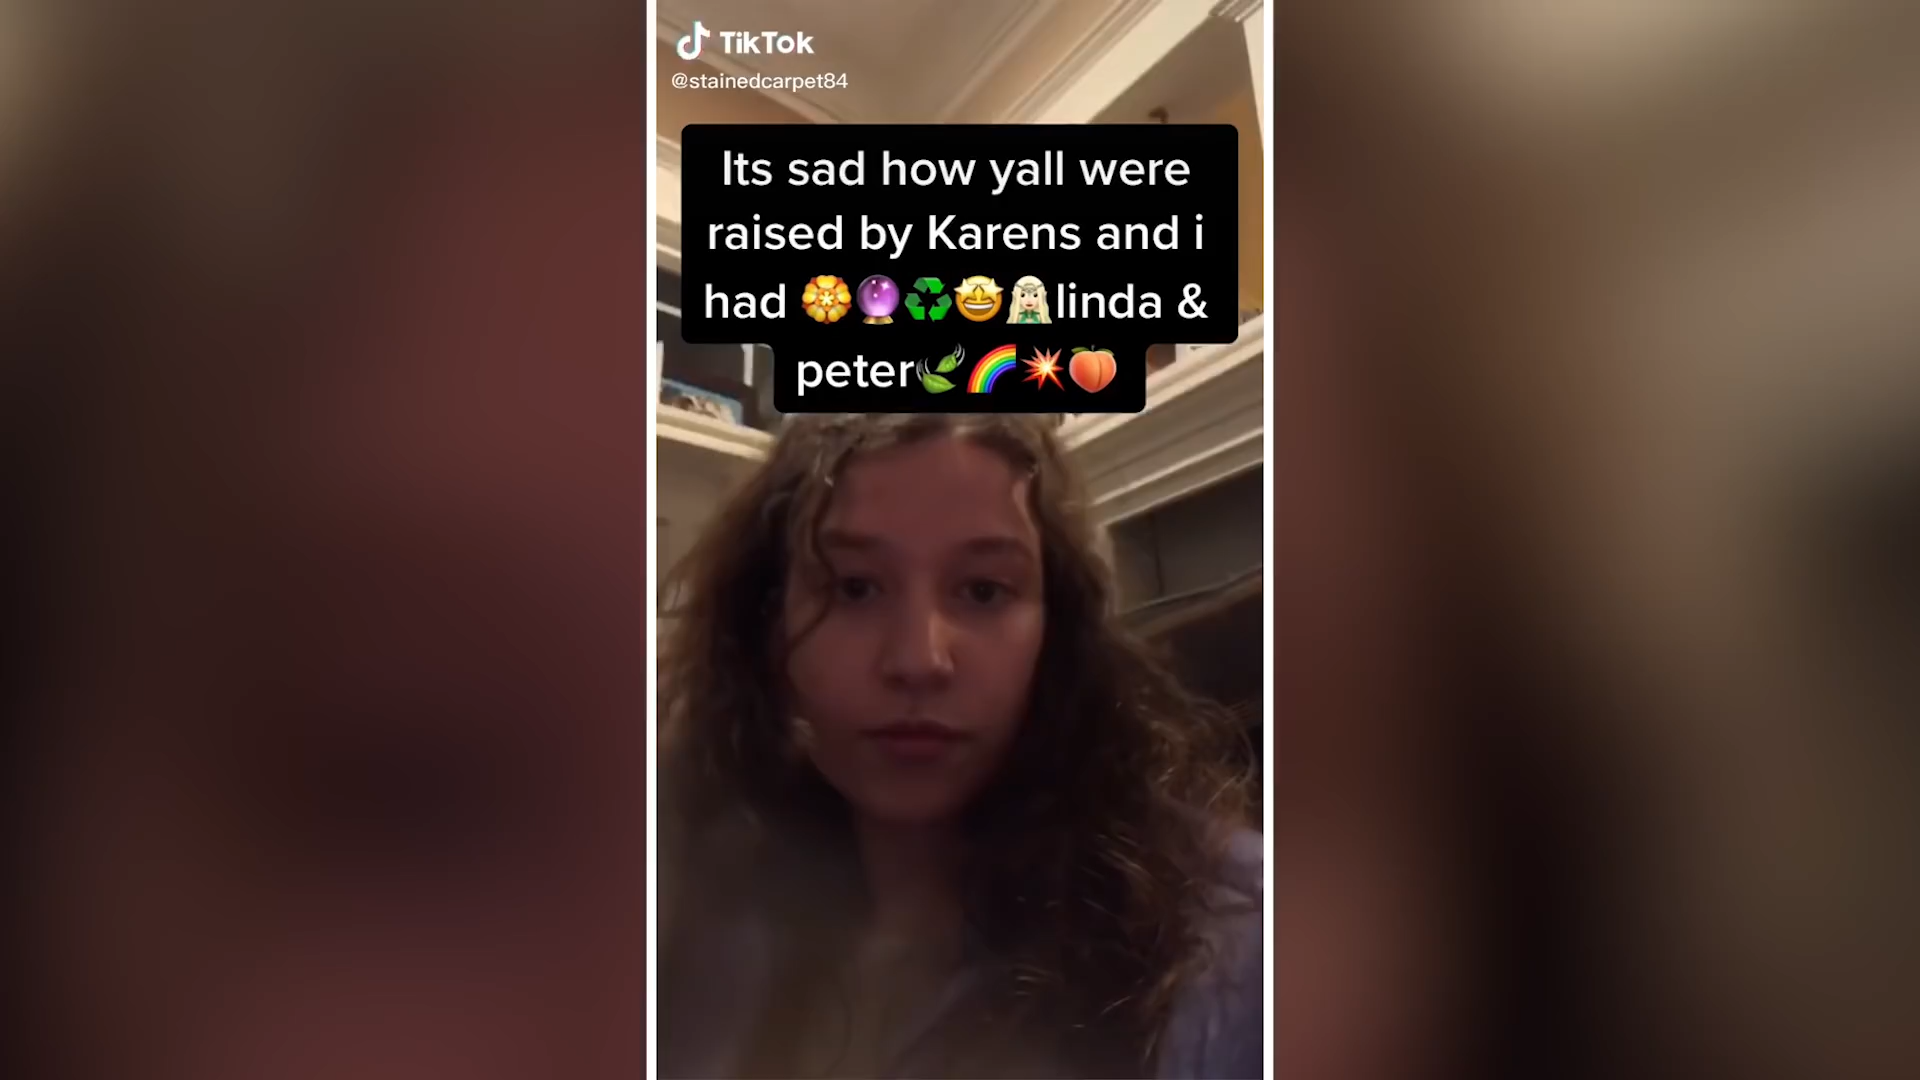 TikTok
@stainedcarpet84
Its sad how yall were
raised by Karens and i
had 🏵️🔮♻️🤩🧝🏼‍♀️linda &
peter🍃🌈💥🍑